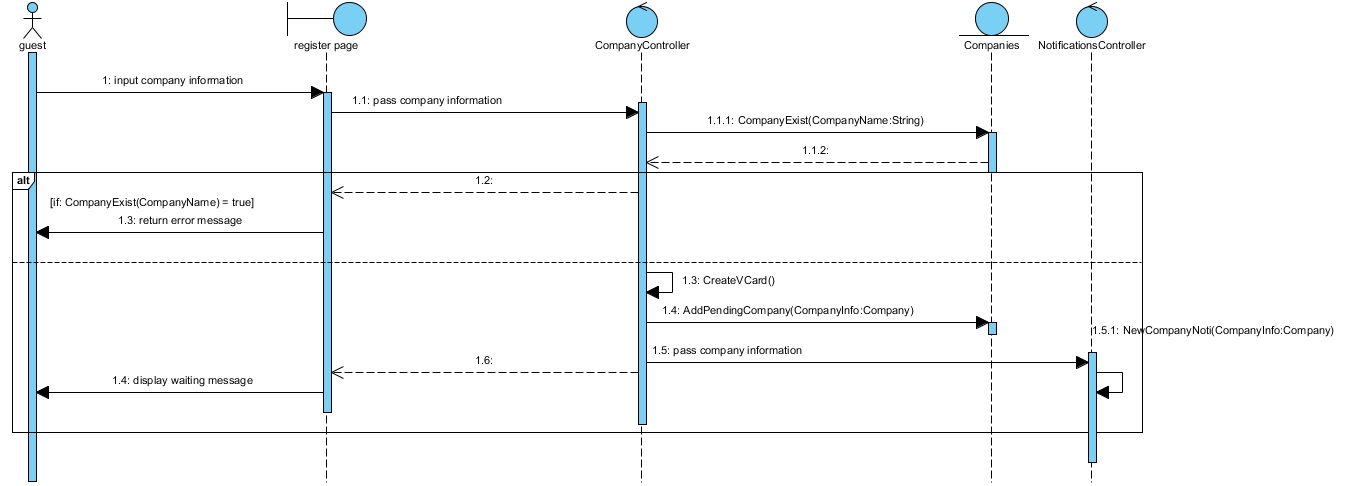 guest
register page
CompanyController
Companies
NotificationsController
1: input company information
1.1: pass company information
1.1.1: CompanyExist(CompanyName:String)
1.1.2:
alt
1.2:
[if: CompanyExist(CompanyName) = true]
1.3: return error message
1.3: CreateVCard()
1.4: AddPendingCompany(CompanyInfo:Company)
1.5.1: NewCompanyNoti(CompanyInfo:Company)
1.5: pass company information
1.6:
1.4: display waiting message